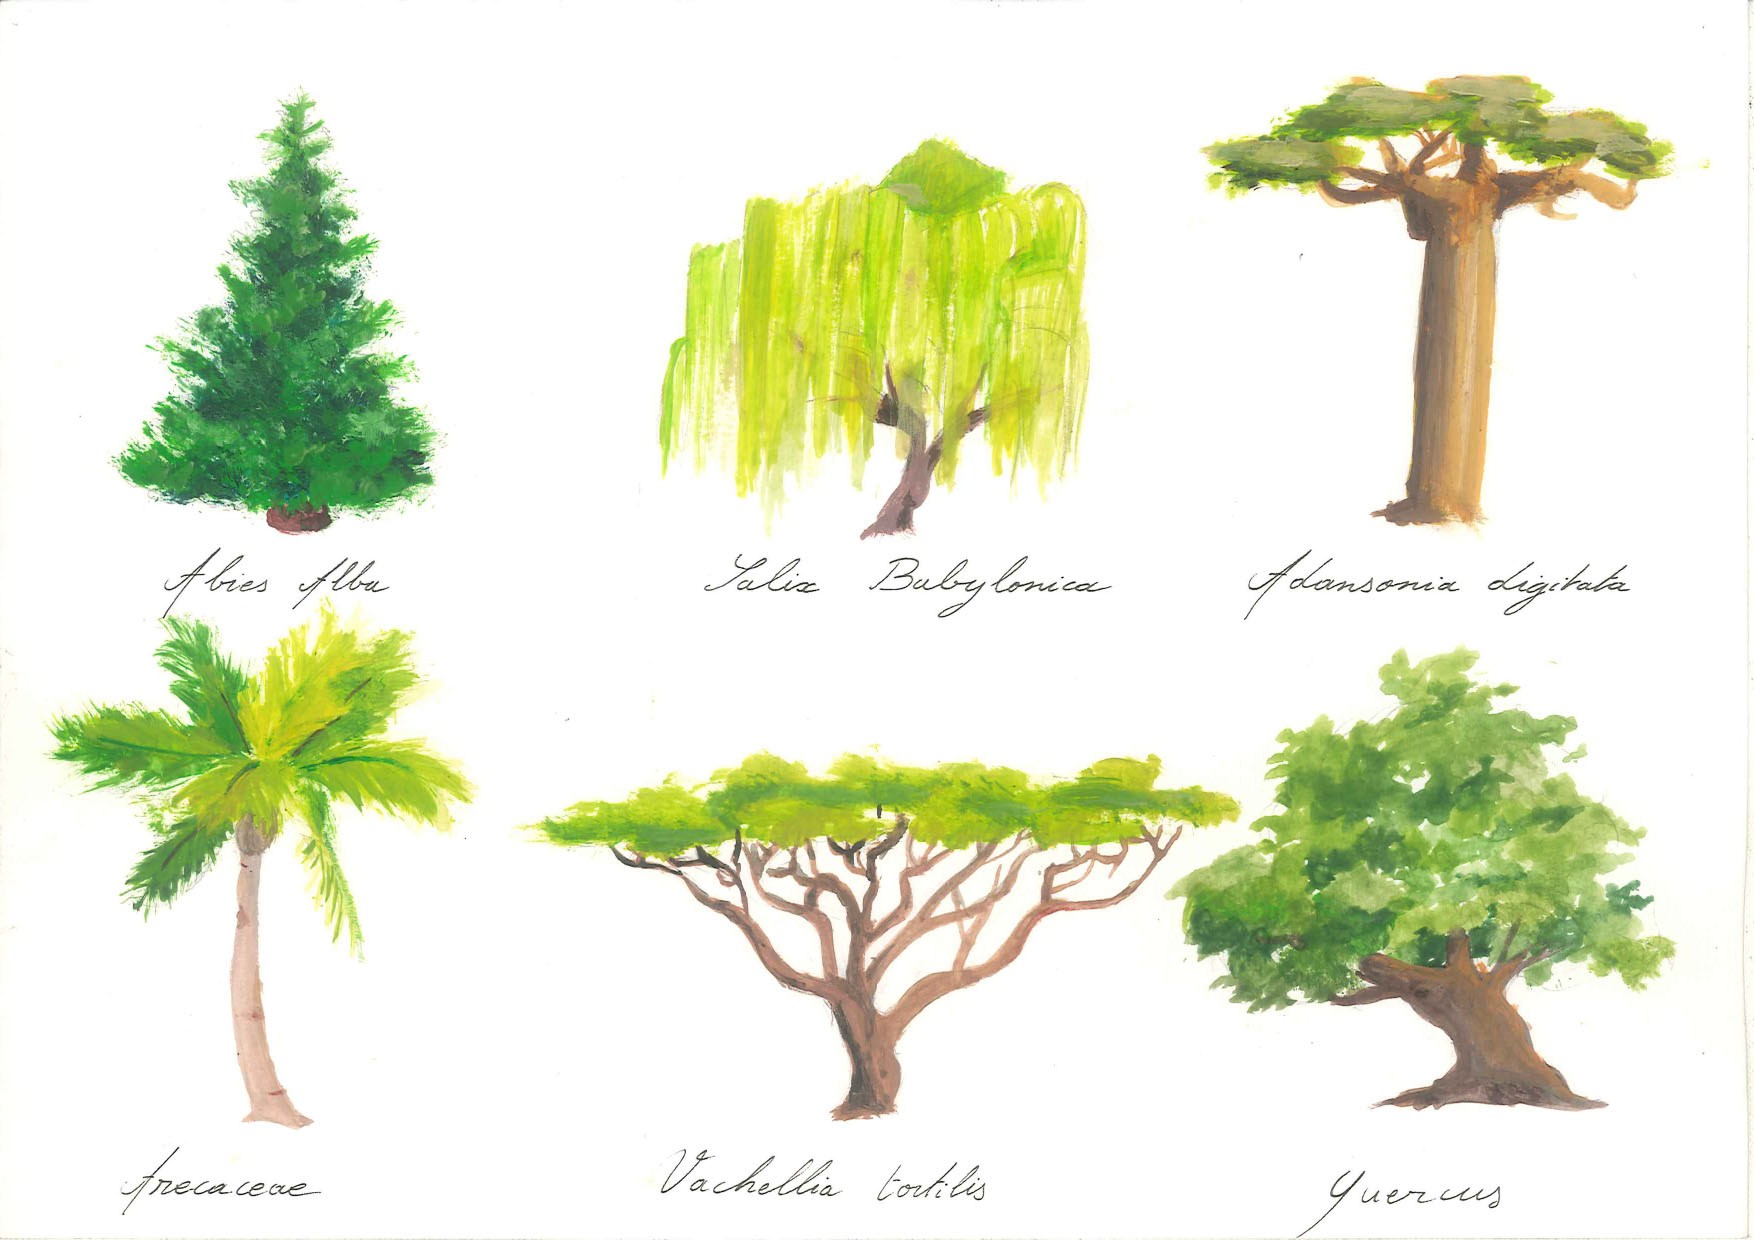 Abies Alba
Salix Babylonica
Adansonia digitata
Arecaceae
Vachellia tortilis
Quercus